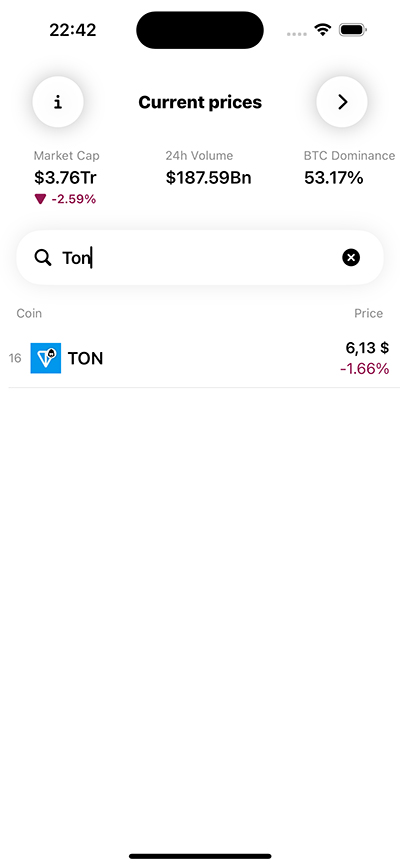 22:42
i
Current prices
Market Cap
24h Volume
BTC Dominance
$3.76Tr
$187.59Bn
53.17%
-2.59%
Ton
Coin
Price
16
TON
6,13 $
-1.66%